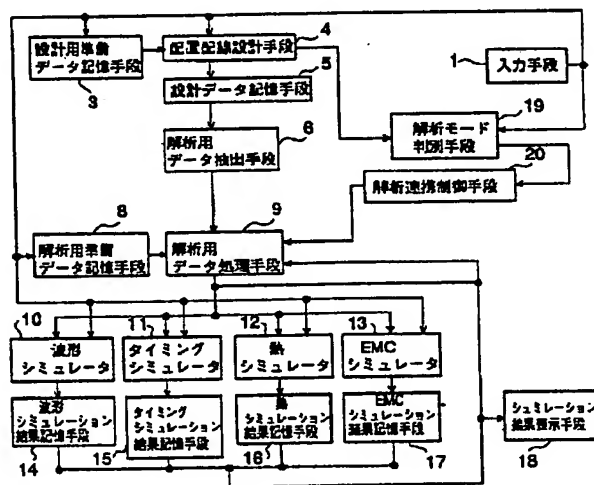 設計用準備
データ記憶手段
3
配置配線設計手段
4
5
設計データ記憶手段
1
入力手段
19
解析モード
判別手段
6
解析用
データ抽出手段
20
解析連携制御手段
8
解析用準備
データ記憶手段
9
解析用
データ処理手段
10
波形
シミュレータ
11
タイミング
シミュレータ
12
熱
シミュレータ
13
EMC
シミュレータ
波形
シミュレーション
結果記憶手段
14
タイミング
シミュレーション
結果記憶手段
15
熱
シミュレーション
結果記憶手段
16
EMC
シミュレーション
結果記憶手段
17
シュミレーション
結果表示手段
18